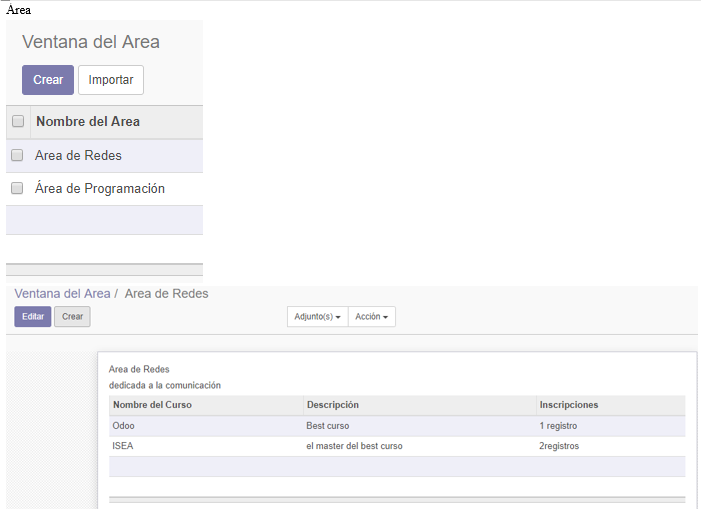 Área
Ventana del Area
Crear Importar
Nombre del Area
Area de Redes
Área de Programación
Ventana del Area / Area de Redes
Editar Crear Adjunto(s) Acción
Area de Redes
dedicada a la comunicación
Nombre del Curso Descripción Inscripciones
Odoo Best curso 1 registro
ISEA el master del best curso 2registros